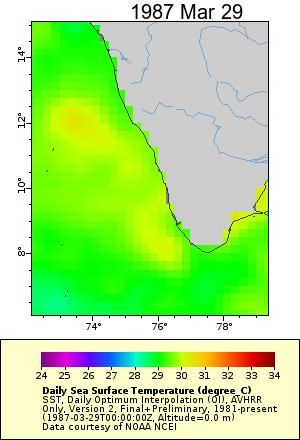 1987 Mar 29
14°
12°
10°
8°
74°
76°
78°
24 25 26 27 28 29 30 31 32 33 34
Daily Sea Surface Temperature (degree_C)
SST, Daily Optimum Interpolation (OI), AVHRR
Only, Version 2, Final+Preliminary, 1981-present
(1987-03-29T00:00:00Z, Altitude=0.0 m)
Data courtesy of NOAA NCEI